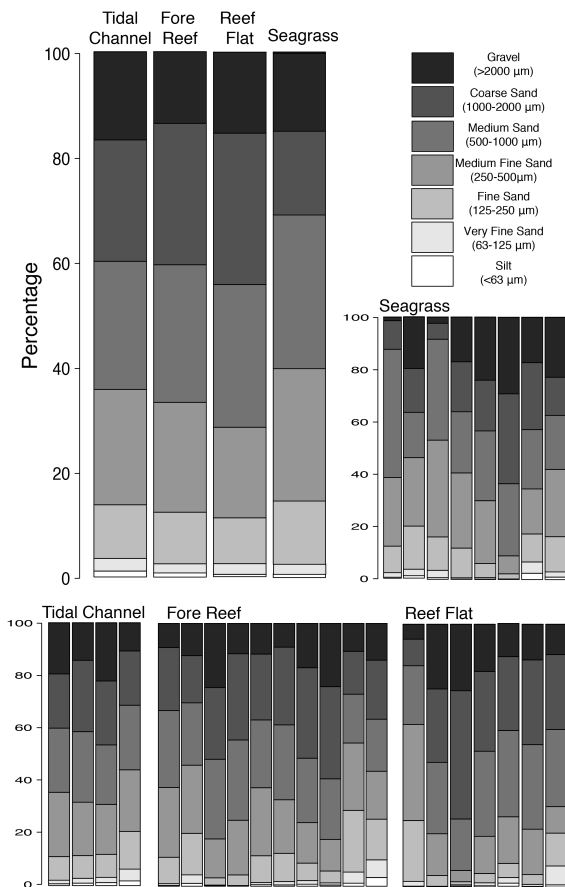 Tidal
Channel
Fore
Reef
Reef
Flat
Seagrass
100
80
60
40
20
0
Percentage
Gravel
(>2000 µm)
Coarse Sand
(1000-2000 µm)
Medium Sand
(500-1000 µm)
Medium Fine Sand
(250-500µm)
Fine Sand
(125-250 µm)
Very Fine Sand
(63-125 µm)
Silt
(<63 µm)
Seagrass
100
80
60
40
20
0
Tidal Channel
Fore Reef
Reef Flat
100
80
60
40
20
0